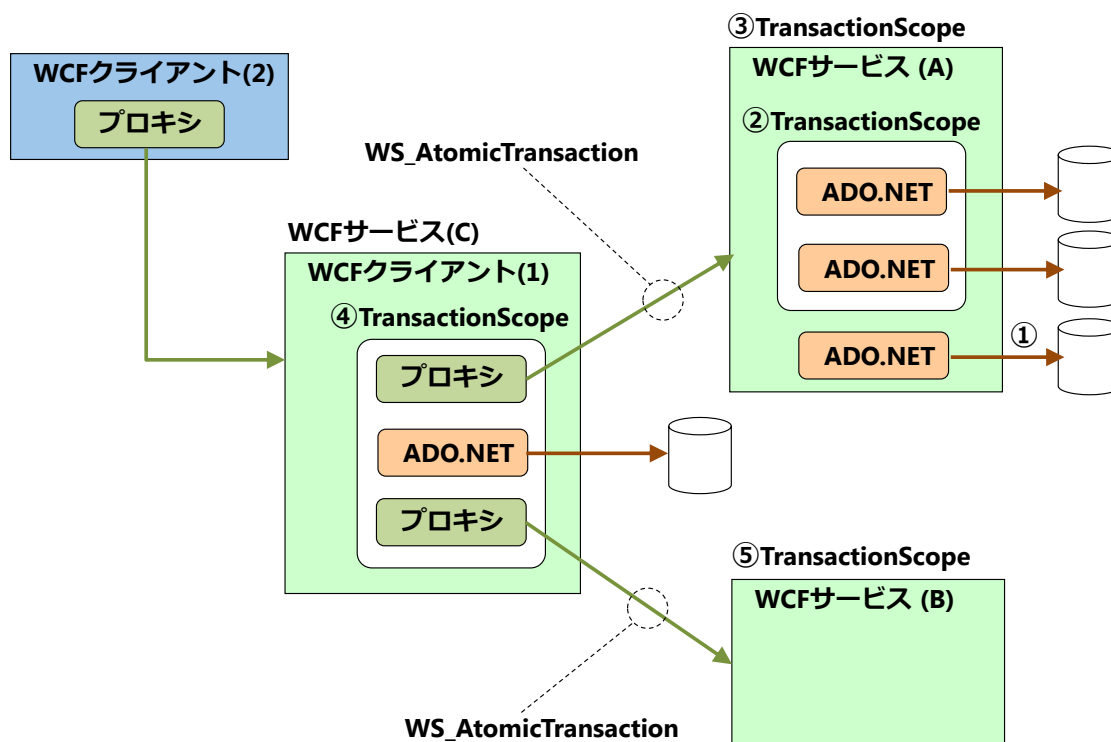 ③TransactionScope
WCFクライアント(2)
プロキシ
WCFサービス (A)
②TransactionScope
ADO.NET
ADO.NET
①
ADO.NET
WS_AtomicTransaction
WCFサービス(C)
WCFクライアント(1)
④TransactionScope
プロキシ
ADO.NET
プロキシ
⑤TransactionScope
WCFサービス (B)
WS_AtomicTransaction